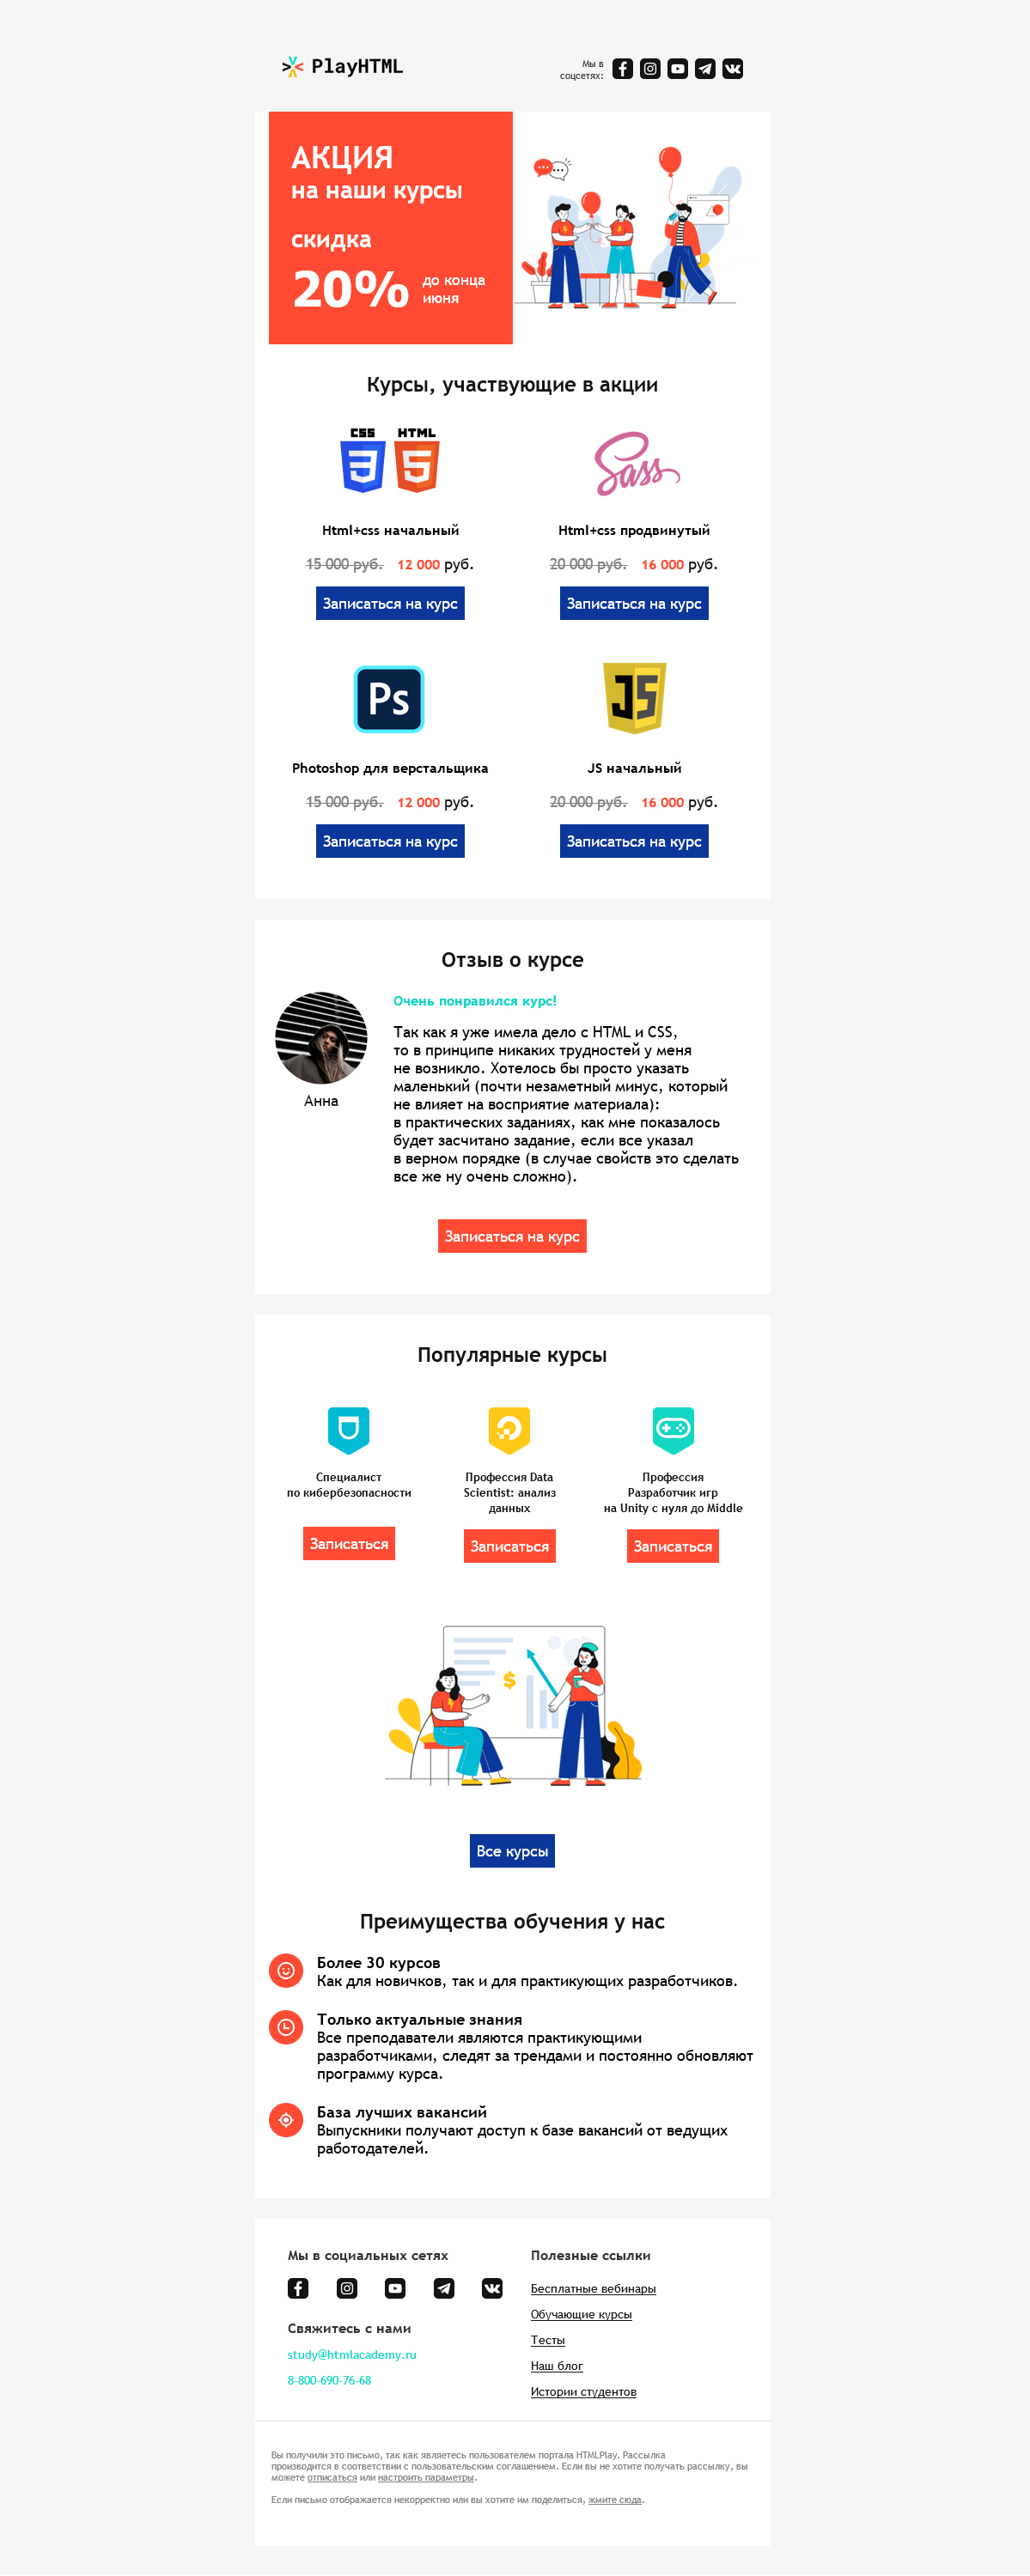 PlayHTML
Мы в
соцсетях:
АКЦИЯ
на наши курсы
скидка
20%
до конца
июня
Курсы, участвующие в акции
CSS
HTML
3
5
Sass
Html+css начальный
Html+css продвинутый
15 000 руб. 12 000 руб.
20 000 руб. 16 000 руб.
Записаться на курс
Записаться на курс
Ps
JS
Photoshop для верстальщика
JS начальный
15 000 руб. 12 000 руб.
20 000 руб. 16 000 руб.
Записаться на курс
Записаться на курс
Отзыв о курсе
Очень понравился курс!
Так как я уже имела дело с HTML и CSS,
то в принципе никаких трудностей у меня
не возникло. Хотелось бы просто указать
маленький (почти незаметный минус, который
не влияет на восприятие материала):
в практических заданиях, как мне показалось
будет засчитано задание, если все указал
в верном порядке (в случае свойств это сделать
все же ну очень сложно).
Анна
Записаться на курс
Популярные курсы
Специалист
по кибербезопасности
Профессия Data
Scientist: анализ
данных
Профессия
Разработчик игр
на Unity с нуля до Middle
Записаться
Записаться
Записаться
$
Все курсы
Преимущества обучения у нас
Более 30 курсов
Как для новичков, так и для практикующих разработчиков.
Только актуальные знания
Все преподаватели являются практикующими
разработчиками, следят за трендами и постоянно обновляют
программу курса.
База лучших вакансий
Выпускники получают доступ к базе вакансий от ведущих
работодателей.
Мы в социальных сетях
Свяжитесь с нами
study@htmlacademy.ru
8-800-690-76-68
Полезные ссылки
Бесплатные вебинары
Обучающие курсы
Тесты
Наш блог
Истории студентов
Вы получили это письмо, так как являетесь пользователем портала HTMLPlay. Рассылка
производится в соответствии с пользовательским соглашением. Если вы не хотите получать рассылку, вы
можете отписаться или настроить параметры.
Если письмо отображается некорректно или вы хотите им поделиться, жмите сюда.